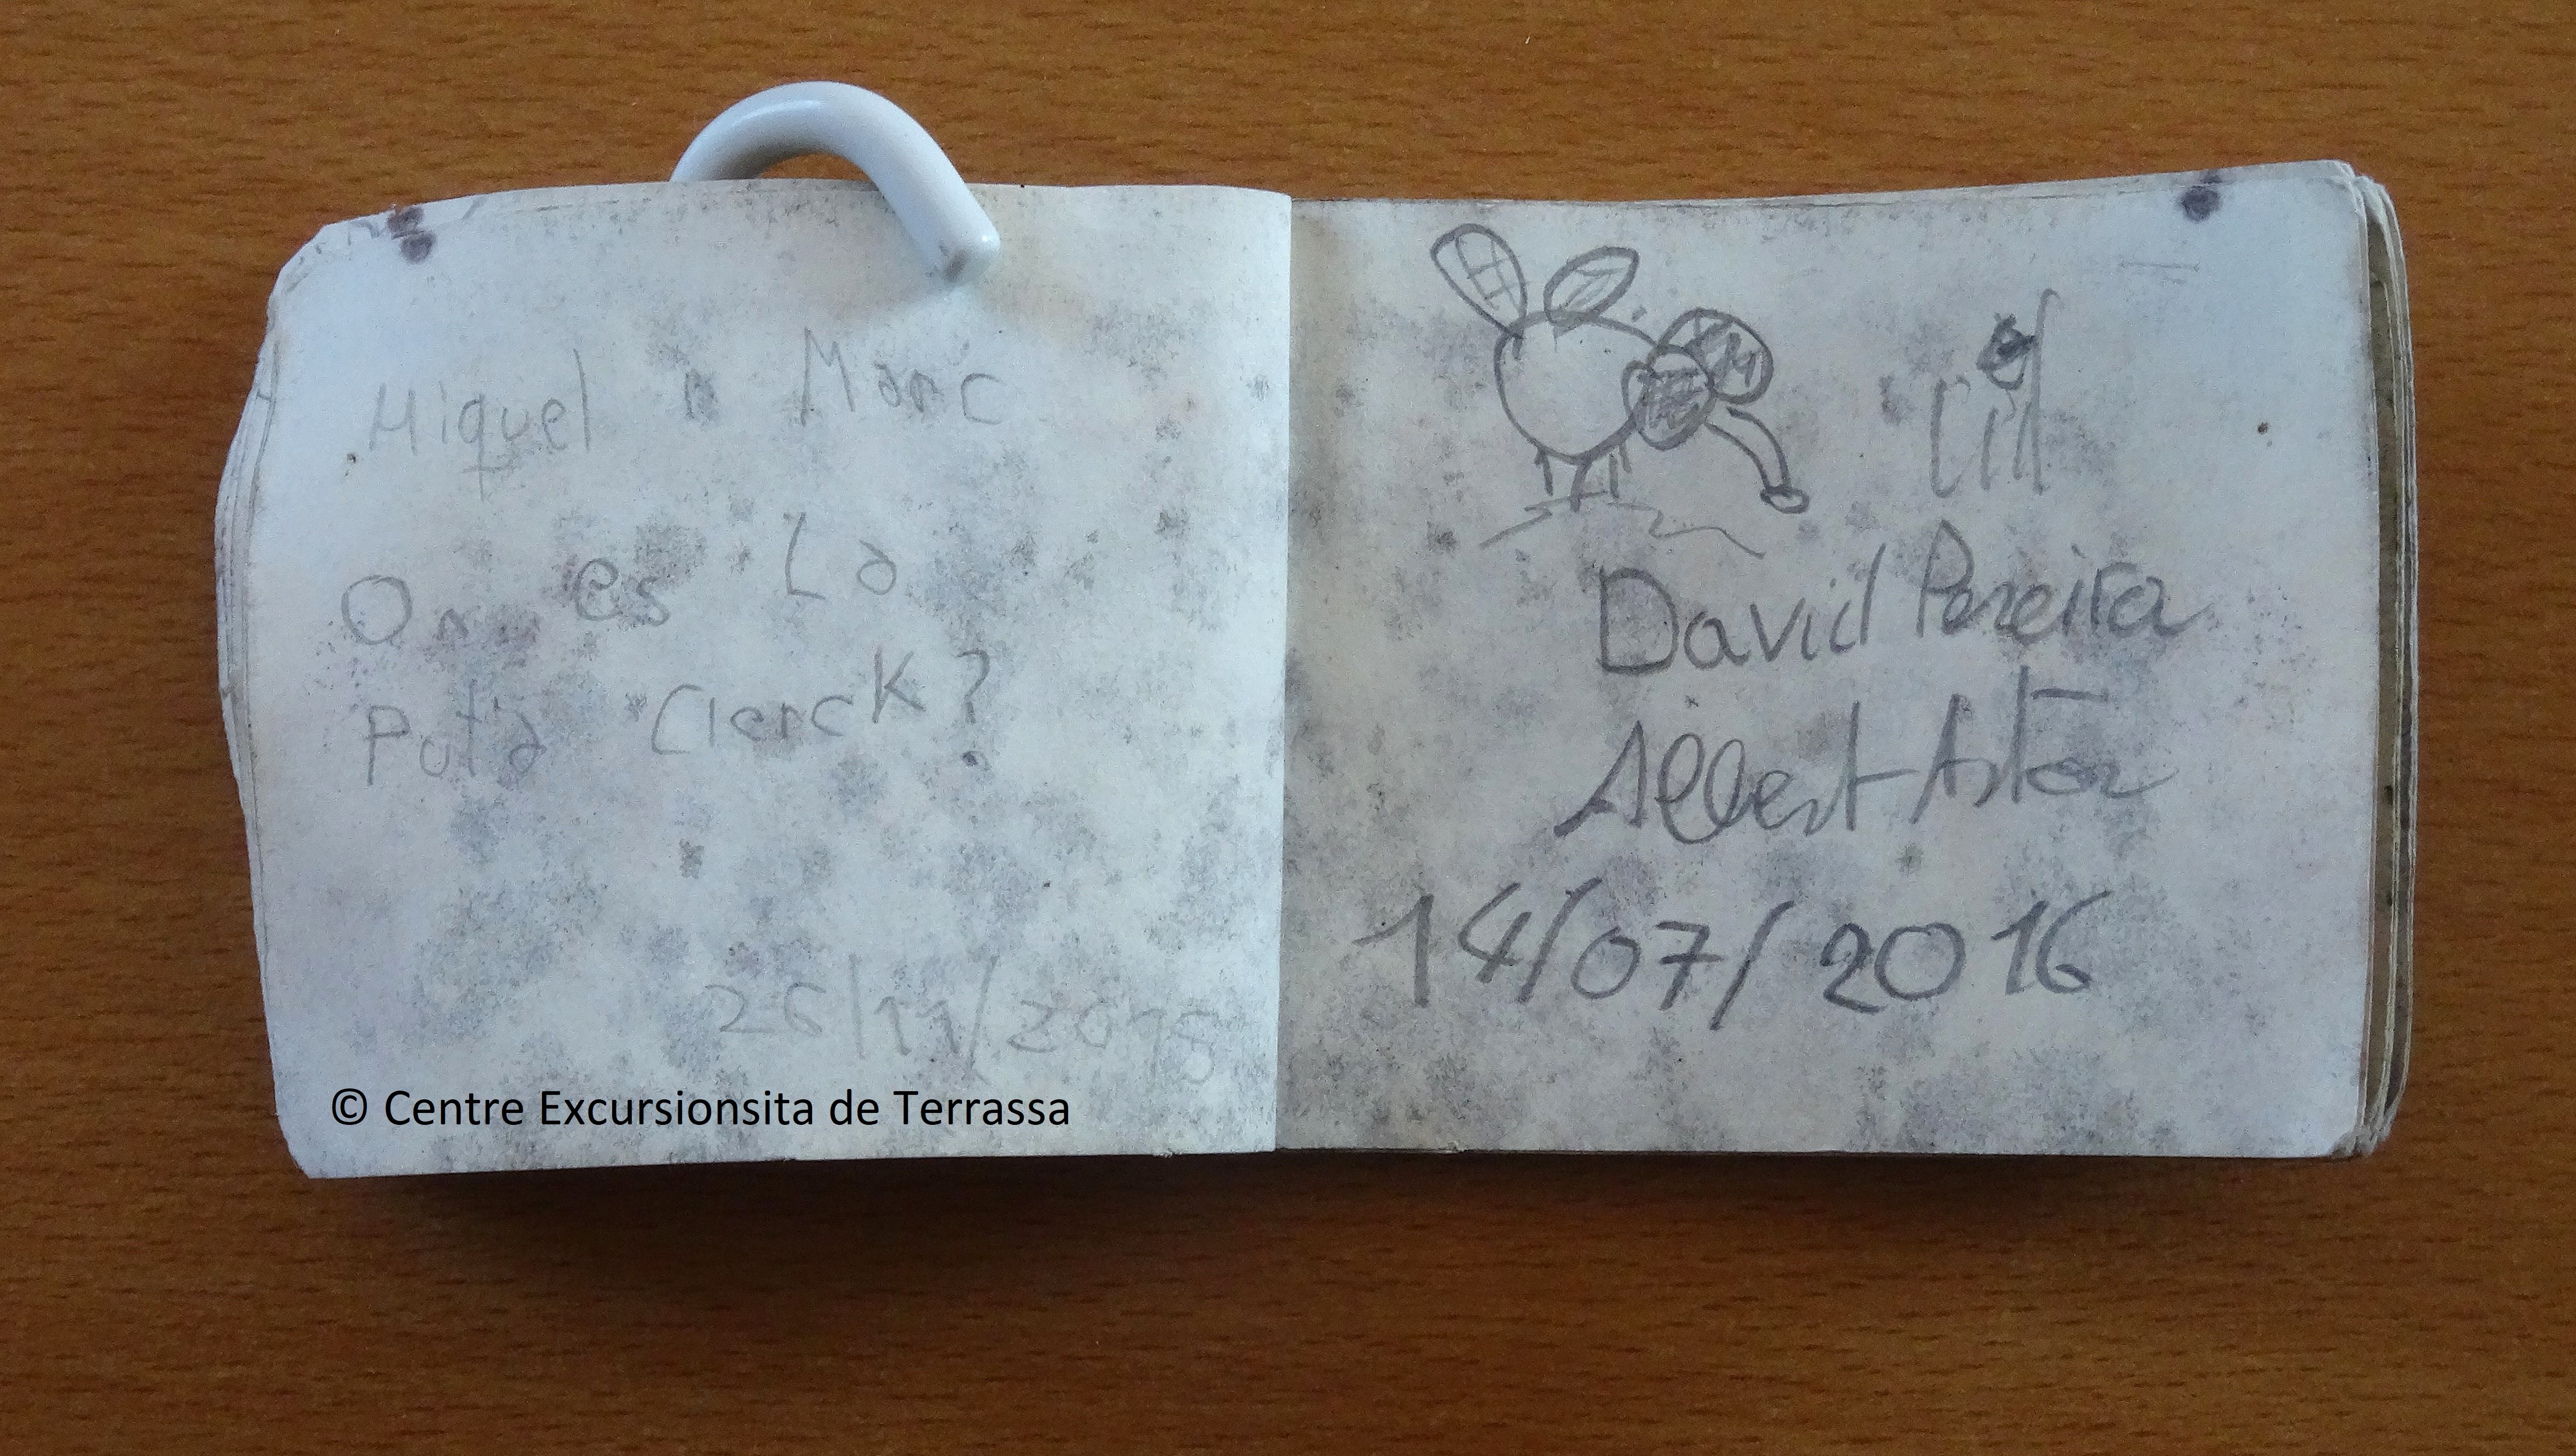 Miquel n Marc
On es La
Puta Clerck?
26/11/2015
© Centre Excursionsita de Terrassa
David Pereira
Albert
14/07/2016